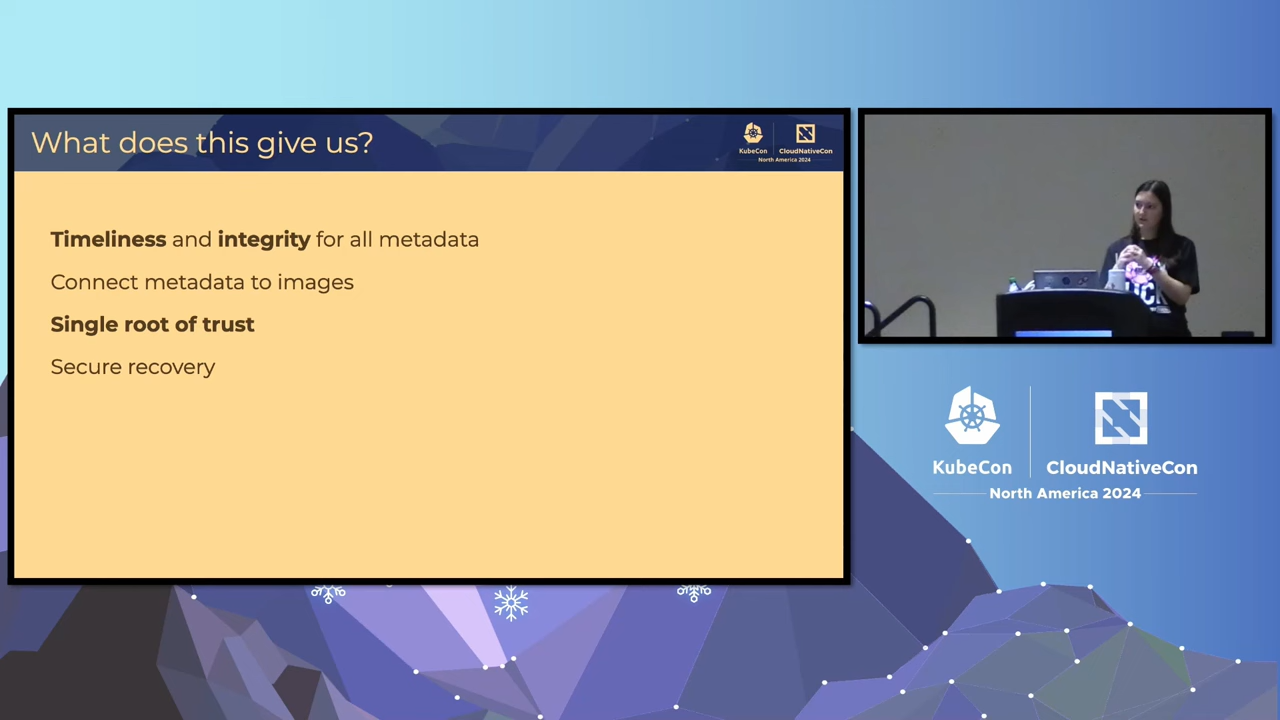 What does this give us?
KubeCon
CloudNativeCon
North America 2024
Timeliness and integrity for all metadata
Connect metadata to images
Single root of trust
Secure recovery
KubeCon
CloudNativeCon
North America 2024